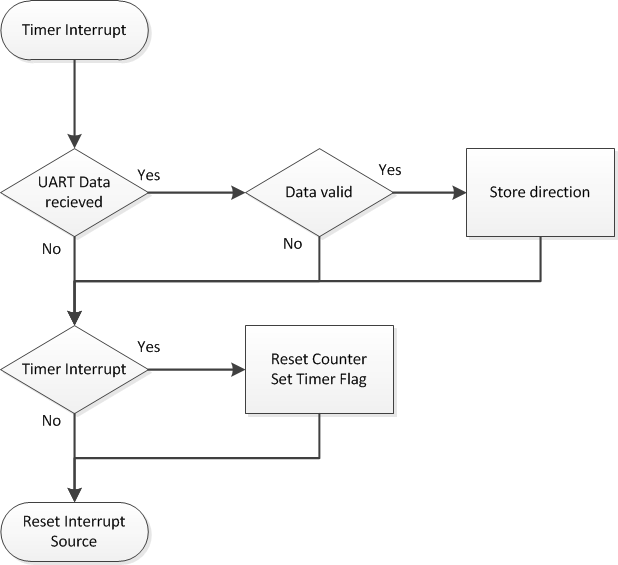 Timer Interrupt
UART Data
recieved
Yes
Data valid
Yes
Store direction
No
No
Timer Interrupt
Yes
Reset Counter
Set Timer Flag
No
Reset Interrupt
Source